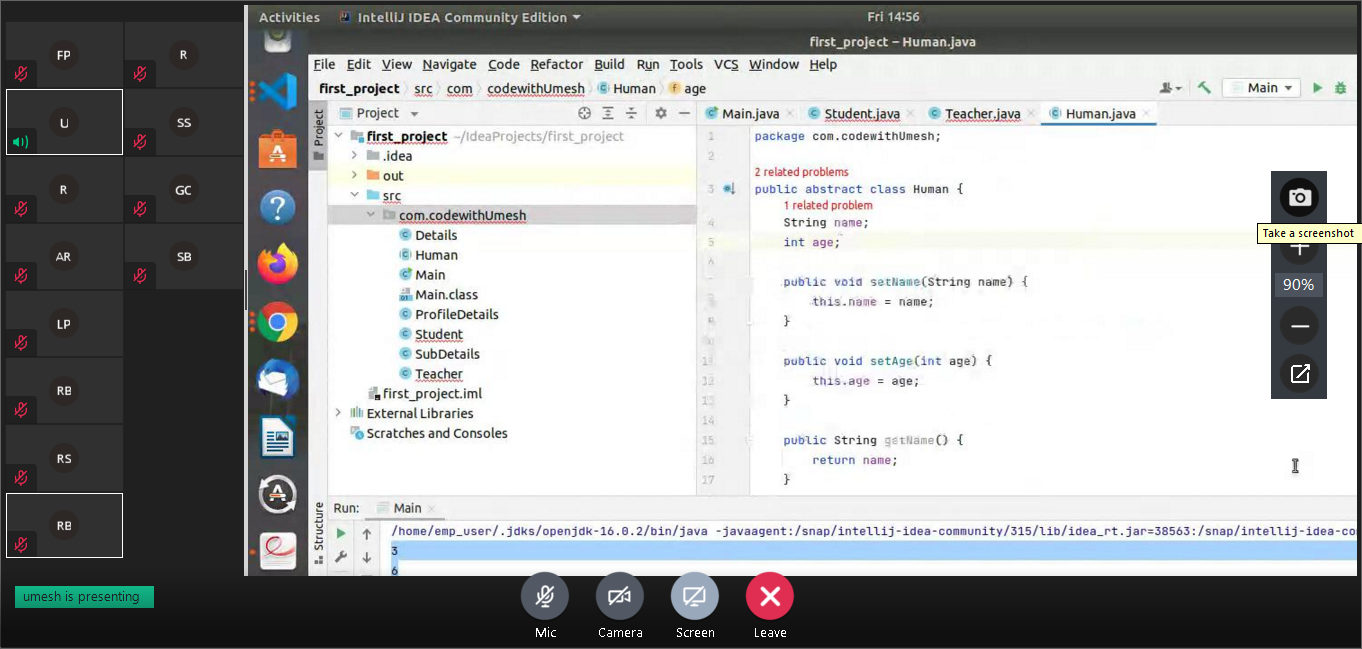 Activities IntelliJ IDEA Community Edition Fri 14:56
first_project – Human.java
File Edit View Navigate Code Refactor Build Run Tools VCS Window Help
first_project src com codewithUmesh Human age Main
Project Main.java Student.java Teacher.java Human.java
FP
R
U
SS
R
GC
AR
SB
LP
RB
RS
RB
umesh is presenting
Project
Structure
first_project ~/IdeaProjects/first_project
.idea
out
src
com.codewithUmesh
Details
Human
Main
Main.class
ProfileDetails
Student
SubDetails
Teacher
first_project.iml
External Libraries
Scratches and Consoles
1 package com.codewithUmesh;
2
2 related problems
3 public abstract class Human {
1 related problem
4 String name;
5 int age;
6
public void setName(String name) {
8 this.name = name;
9 }
10
11 public void setAge(int age) {
12 this.age = age;
13 }
14
15 public String getName() {
16 return name;
17 }
Take a screenshot
90%
Run: Main
/home/emp_user/.jdks/openjdk-16.0.2/bin/java -javaagent:/snap/intellij-idea-community/315/lib/idea_rt.jar=38563:/snap/intellij-idea-co
3
6
Mic Camera Screen Leave